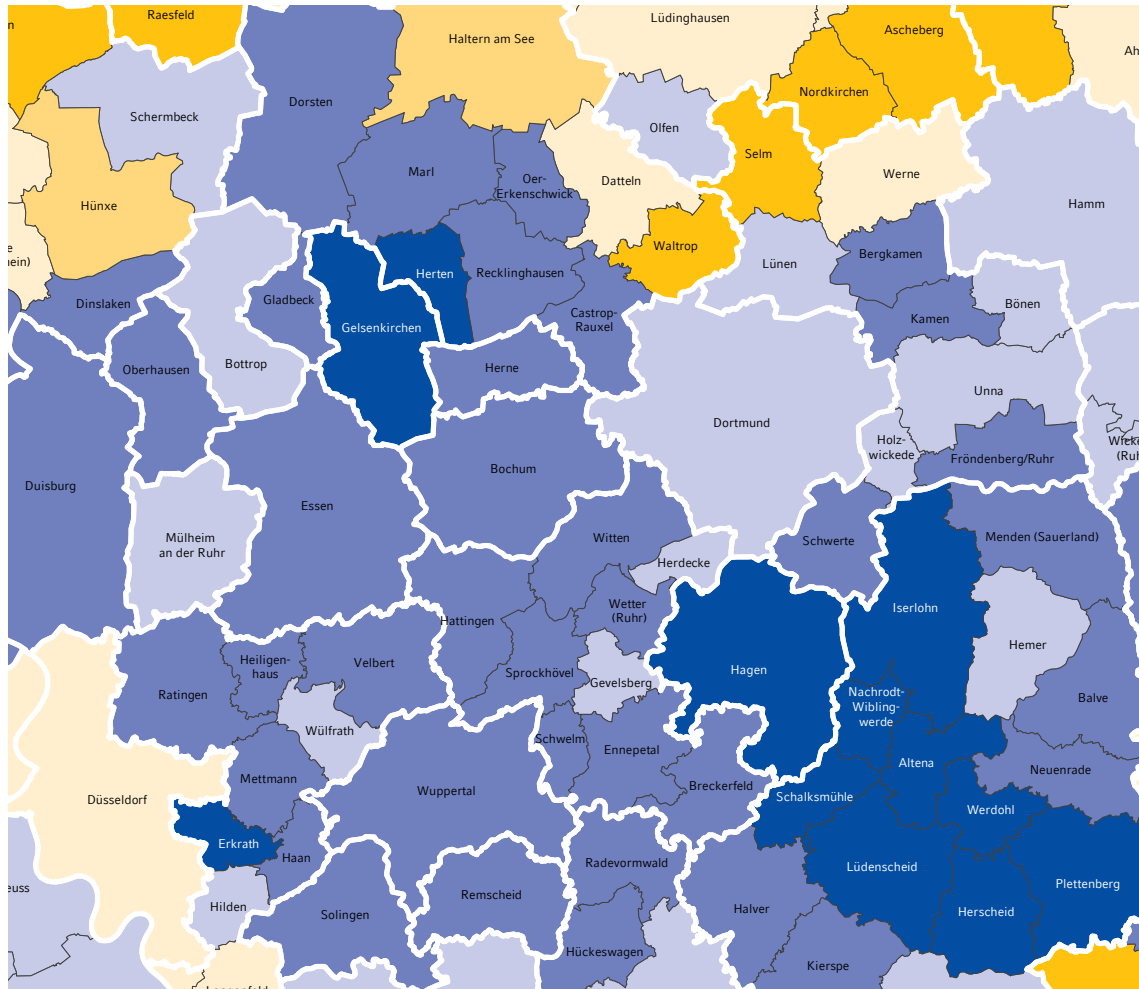 Raesfeld
Lüdinghausen
Haltern am See
Ascheberg
Ah
Dorsten
Nordkirchen
Schermbeck
Olfen
Selm
Marl
Oer-
Erkenschwick
Datteln
Werne
Hünxe
Hamm
Waltrop
Bergkamen
Lünen
Herten
Recklinghausen
Gladbeck
Dinslaken
Bönen
Castrop-
Rauxel
Kamen
Gelsenkirchen
Bottrop
Oberhausen
Herne
Unna
Dortmund
Holz-
wickede
Fröndenberg/Ruhr
Bochum
Duisburg
Essen
Mülheim
an der Ruhr
Witten
Schwerte
Menden (Sauerland)
Herdecke
Iserlohn
Wetter
(Ruhr)
Hattingen
Hemer
Heiligen-
haus
Velbert
Sprockhövel
Hagen
Gevelsberg
Ratingen
Nachrodt-
Wibling-
werde
Balve
Wülfrath
Schwelm
Ennepetal
Altena
Neuenrade
Mettmann
Breckerfeld
Wuppertal
Schalksmühle
Düsseldorf
Werdohl
Erkrath
Haan
Radevormwald
Lüdenscheid
Plettenberg
euss
Remscheid
Hilden
Solingen
Halver
Herscheid
Hückeswagen
Kierspe